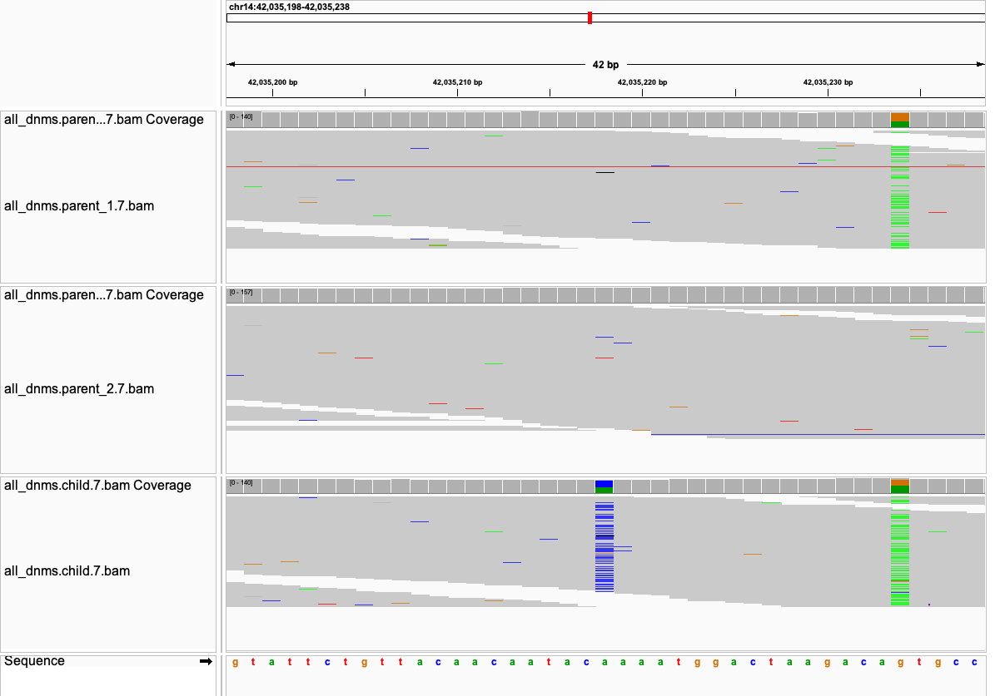 chr14:42,035,198-42,035,238
42 bp
42,035,200 bp 42,035,210 bp 42,035,220 bp 42,035,230 bp
all_dnms.paren...7.bam Coverage [0 - 140]
all_dnms.parent_1.7.bam
all_dnms.paren...7.bam Coverage [0 - 157]
all_dnms.parent_2.7.bam
all_dnms.child.7.bam Coverage [0 - 140]
all_dnms.child.7.bam
Sequence g t a t t c t g t t a c a a c a a t a c a a a a t g g a c t a a g a c a g t g c c